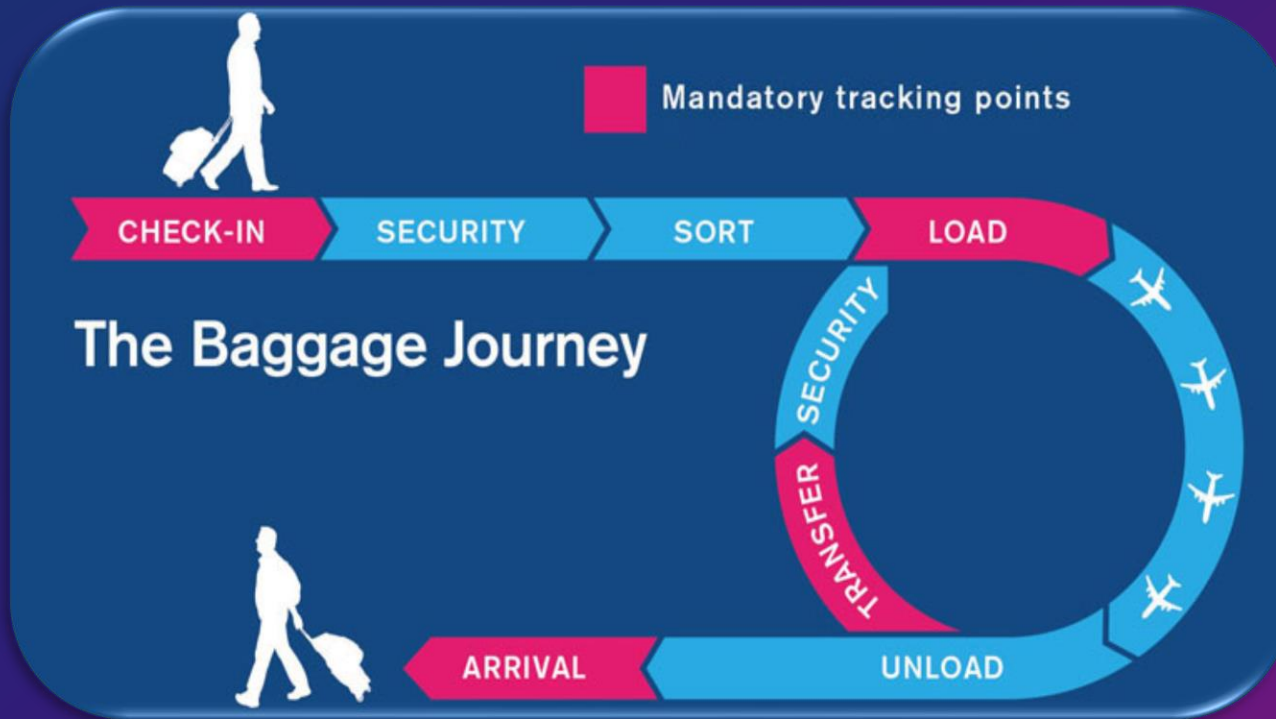 Mandatory tracking points
CHECK-IN
SECURITY
SORT
LOAD
The Baggage Journey
SECURITY
TRANSFER
ARRIVAL
UNLOAD